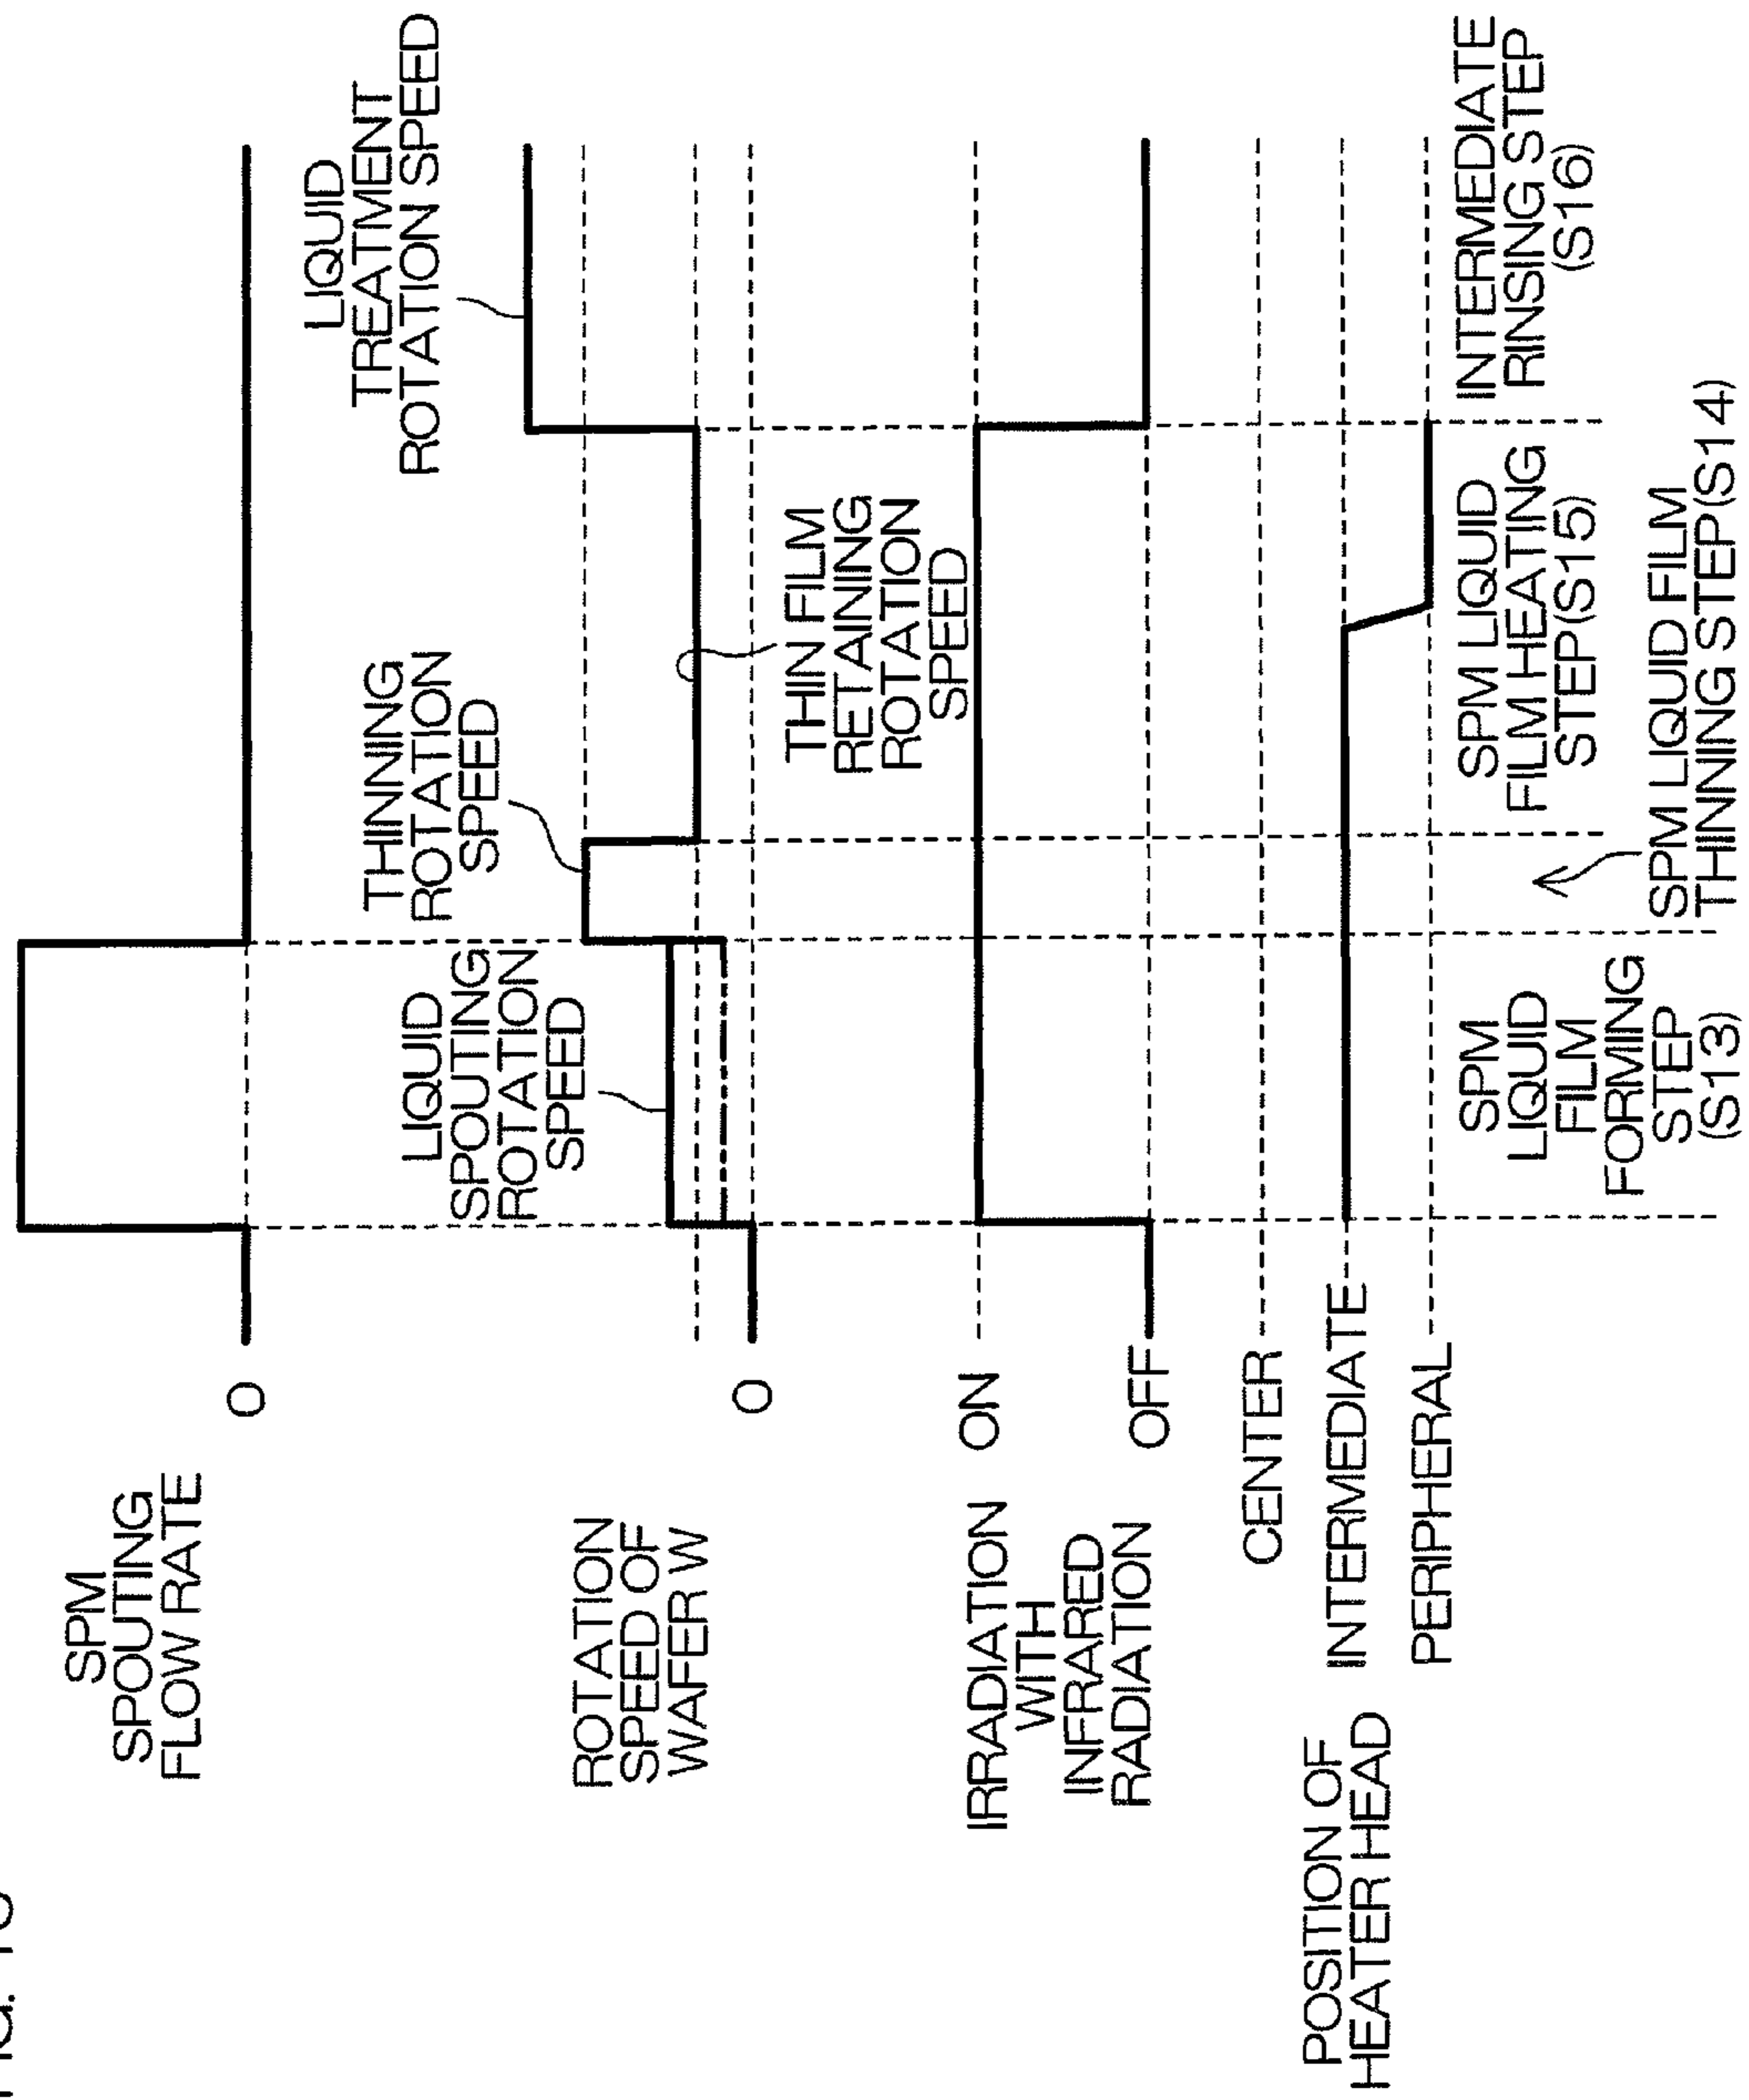 FIG.
SPM
SPOUTING
FLOW RATE
0
LIQUID
TREATMENT
ROTATION SPEED
THINNING
ROTATION
SPEED
LIQUID
SPOUTING
ROTATION
SPEED
ROTATION
SPEED OF
WAFER W
0
THIN FILM
RETAINING
ROTATION
SPEED
IRRADIATION
WITH
INFRARED
RADIATION
ON
OFF
CENTER
POSITION OF
HEATER HEAD
INTERMEDIATE
PERIPHERAL
SPM
LIQUID
FILM
FORMING
STEP
(S13)
SPM LIQUID
FILM HEATING
STEP(S15)
INTERMEDIATE
RINSING STEP
(S16)
SPM LIQUID FILM
THINNING STEP(S14)